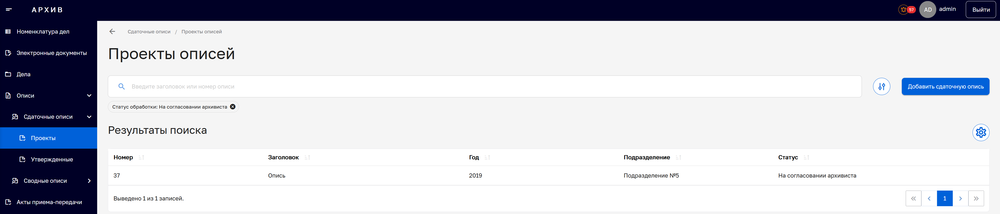 АРХИВ
57
AD
admin
Выйти
Номенклатура дел
Электронные документы
Дела
Описи
Сдаточные описи
Проекты
Утвержденные
Сводные описи
Акты приема-передачи
Сдаточные описи / Проекты описей
Проекты описей
Введите заголовок или номер описи
Добавить сдаточную опись
Статус обработки: На согласовании архивиста
Результаты поиска
Номер Заголовок Год Подразделение Статус
37 Опись 2019 Подразделение №5 На согласовании архивиста
Выведено 1 из 1 записей.
1